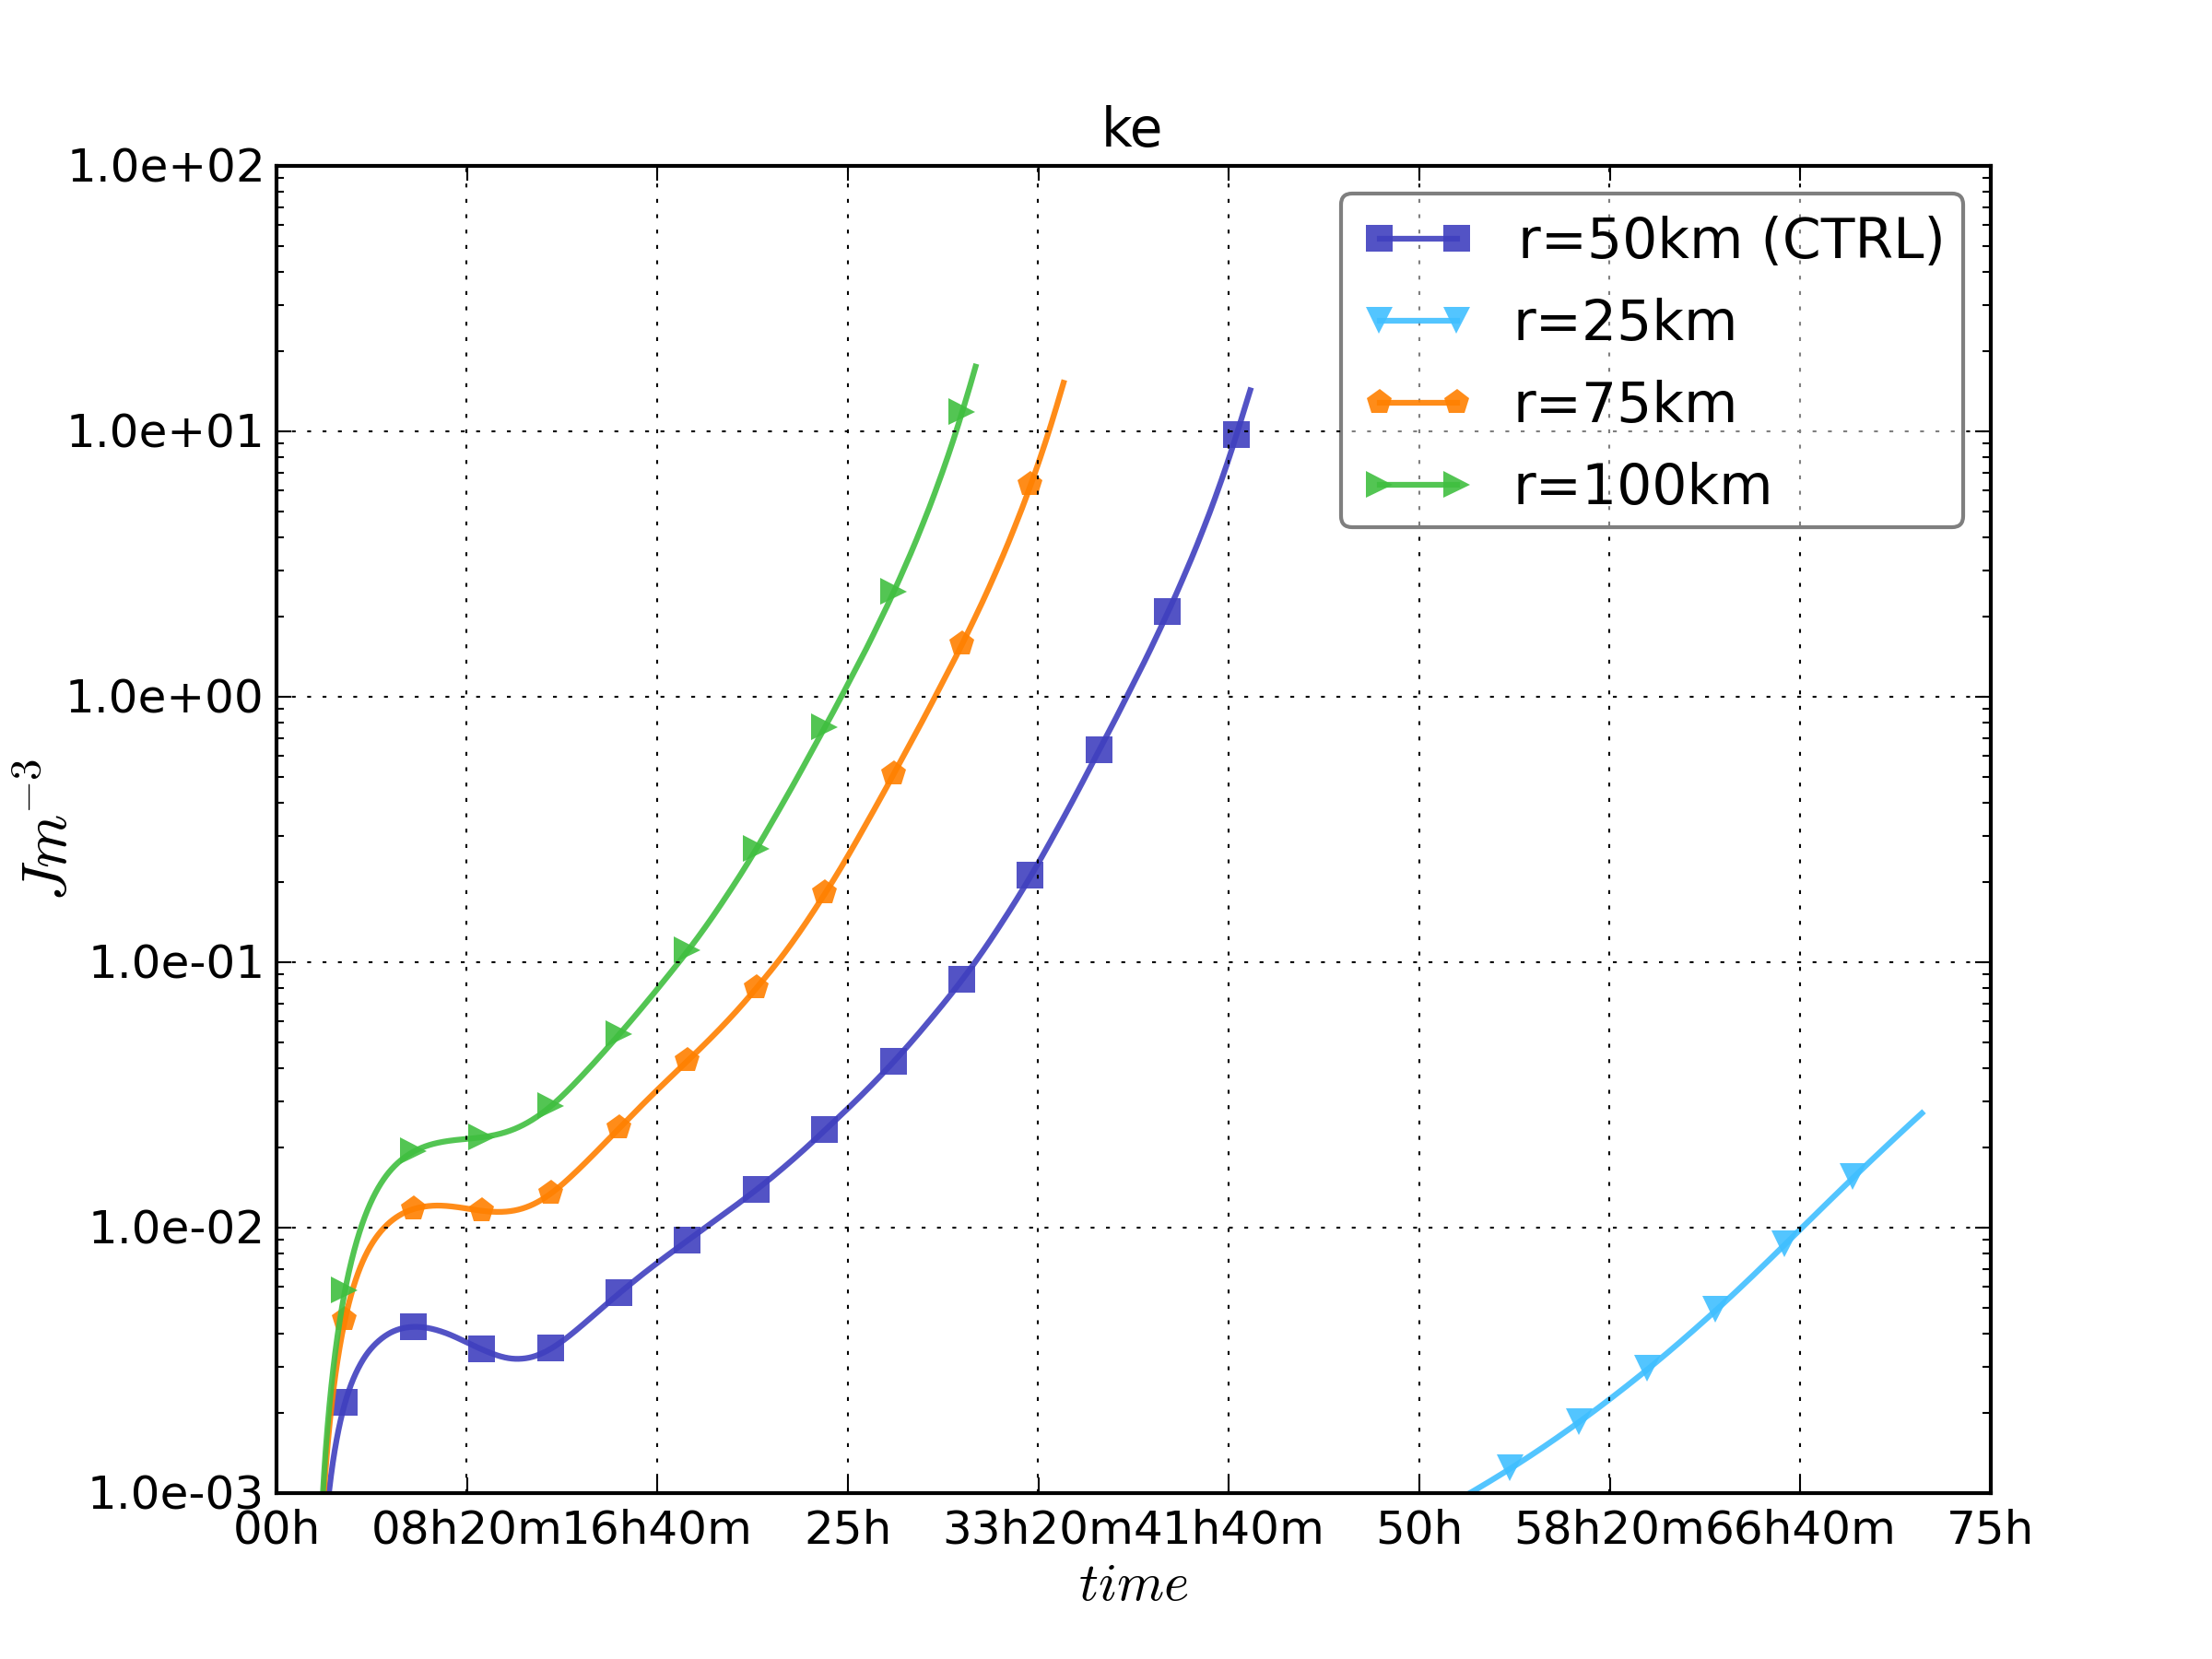 ke
1.0e+02
1.0e+01
1.0e+00
1.0e-01
1.0e-02
1.0e-03
Jm⁻³
r=50km (CTRL)
r=25km
r=75km
r=100km
00h 08h20m 16h40m 25h 33h20m 41h40m 50h 58h20m 66h40m 75h
time